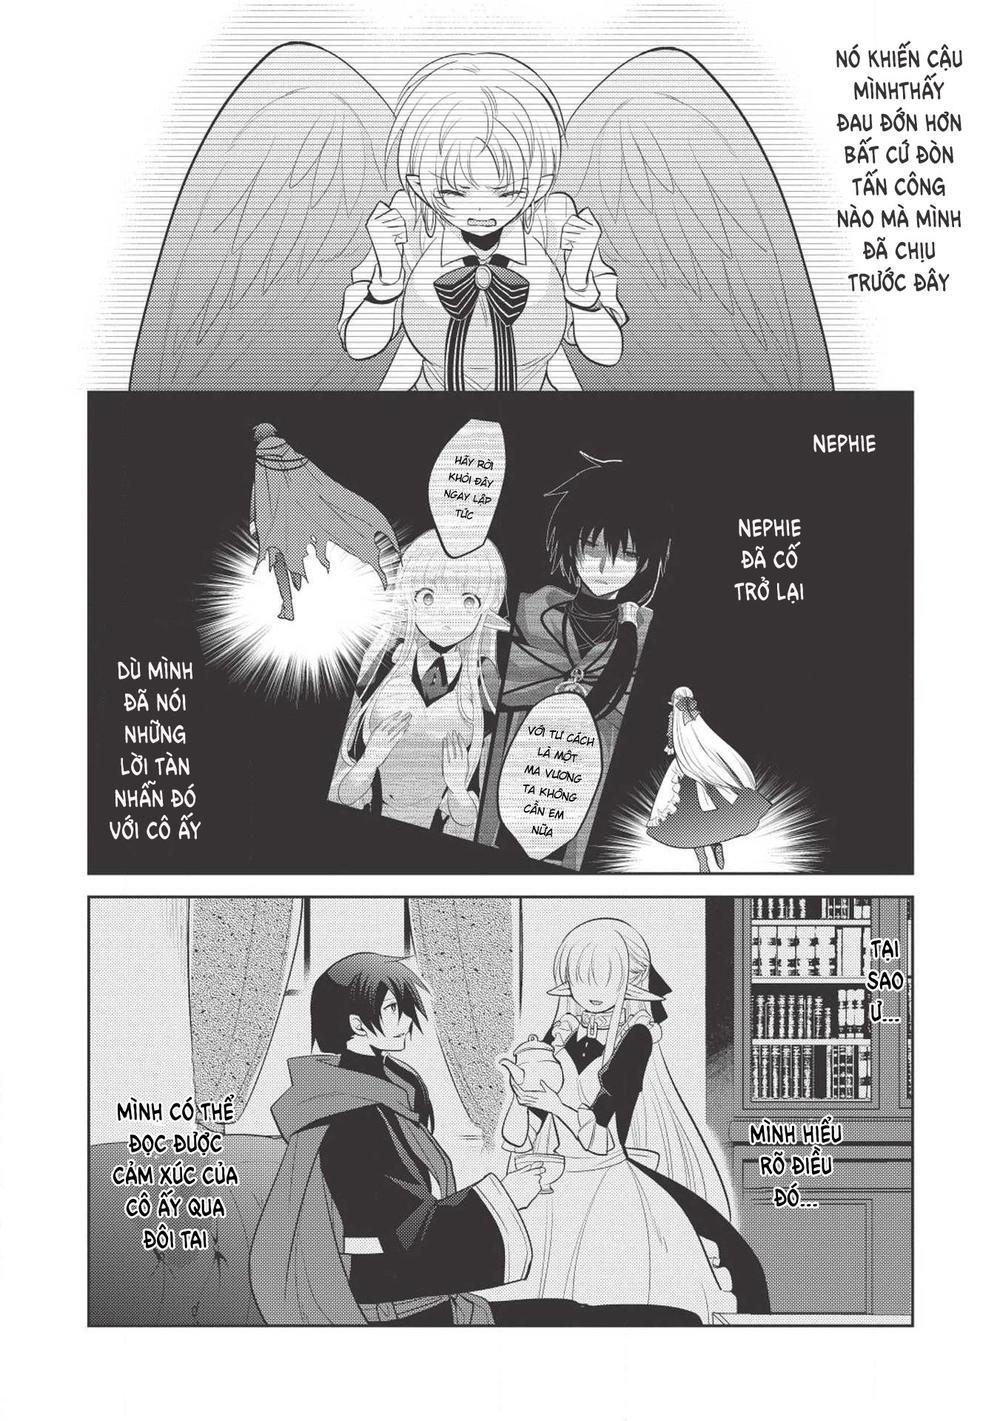 NÓ KHIẾN CẬU
MÌNHTHẤY
ĐAU ĐỚN HƠN
BẤT CỨ ĐÒN
TẤN CÔNG
NÀO MÀ MÌNH
ĐÃ CHỊU
TRƯỚC ĐÂY
NEPHIE
NEPHIE
ĐÃ CỐ
TRỞ LẠI
HÃY RỜI
KHỎI ĐÂY
NGAY LẬP
TỨC
VỚI TƯ CÁCH
LÀ MỘT
MA VƯƠNG
TA KHÔNG
CẦN EM
NỮA
DÙ MÌNH
ĐÃ NÓI
NHỮNG
LỜI TÀN
NHẪN ĐÓ
VỚI CÔ ẤY
TẠI
SAO
Ư...
MÌNH HIỂU
RÕ ĐIỀU
ĐÓ...
MÌNH CÓ THỂ
ĐỌC ĐƯỢC
CẢM XÚC CỦA
CÔ ẤY QUA
ĐÔI TAI